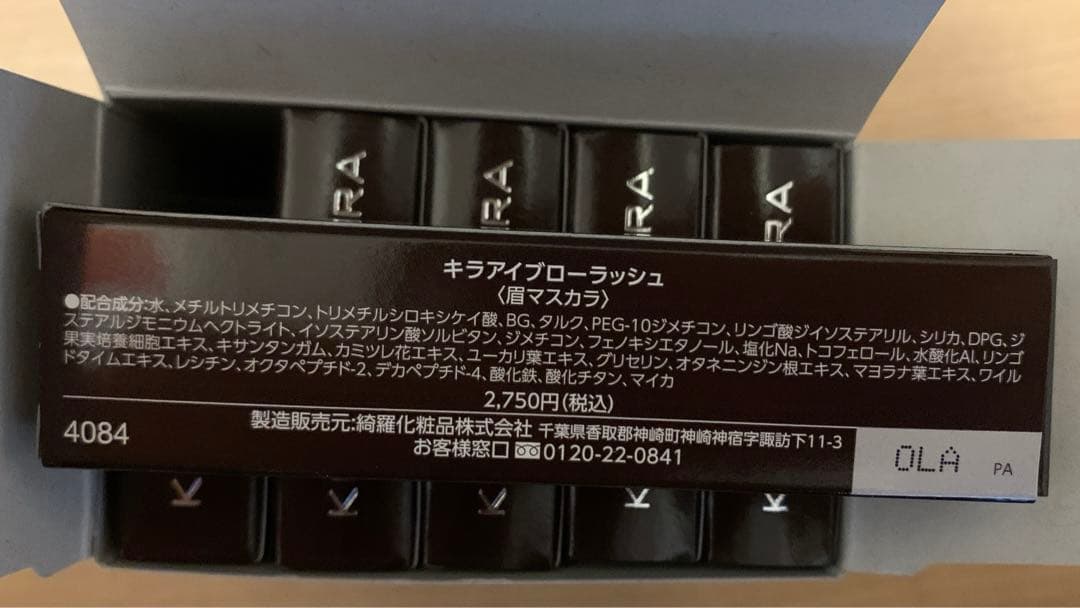 RA
RA
RA
RA
キラアイブローラッシュ
〈眉マスカラ〉
●配合成分:水、メチルトリメチコン、トリメチルシロキシケイ酸、BG、タルク、PEG-10ジメチコン、リンゴ酸ジイソステアリル、シリカ、DPG、ジ
ステアルジモニウムヘクトライト、イソステアリン酸ソルビタン、ジメチコン、フェノキシエタノール、塩化Na、トコフェロール、水酸化Al、リンゴ
果実培養細胞エキス、キサンタンガム、カミツレ花エキス、ユーカリ葉エキス、グリセリン、オタネニンジン根エキス、マヨラナ葉エキス、ワイル
ドタイムエキス、レシチン、オクタペプチド-2、デカペプチド-4、酸化鉄、酸化チタン、マイカ
2,750円(税込)
製造販売元:綺羅化粧品株式会社 千葉県香取郡神崎町神崎神宿字諏訪下11-3
4084
お客様窓口 0120-22-0841
OLA PA
K
K
K
K
K